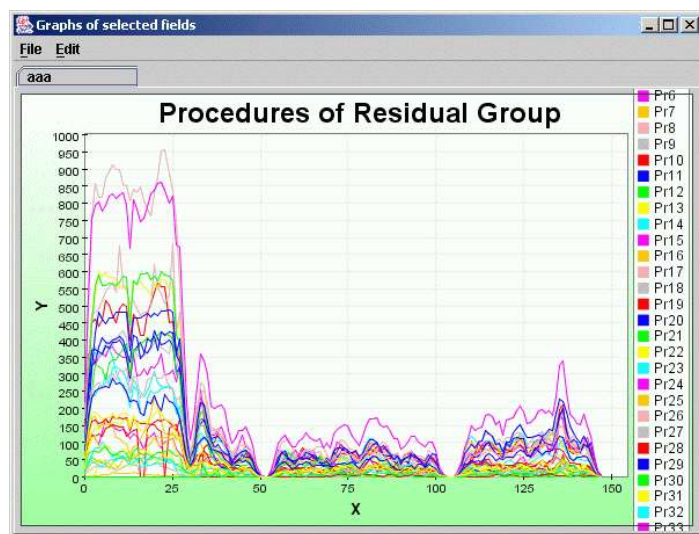 Graphs of selected fields
File Edit
aaa
Procedures of Residual Group
1000
950
900
850
800
750
700
650
600
550
500
450
400
350
300
250
200
150
100
50
0
Y
0 25 50 75 100 125 150
X
Pr6
Pr7
Pr8
Pr9
Pr10
Pr11
Pr12
Pr13
Pr14
Pr15
Pr16
Pr17
Pr18
Pr19
Pr20
Pr21
Pr22
Pr23
Pr24
Pr25
Pr26
Pr27
Pr28
Pr29
Pr30
Pr31
Pr32
Pr33